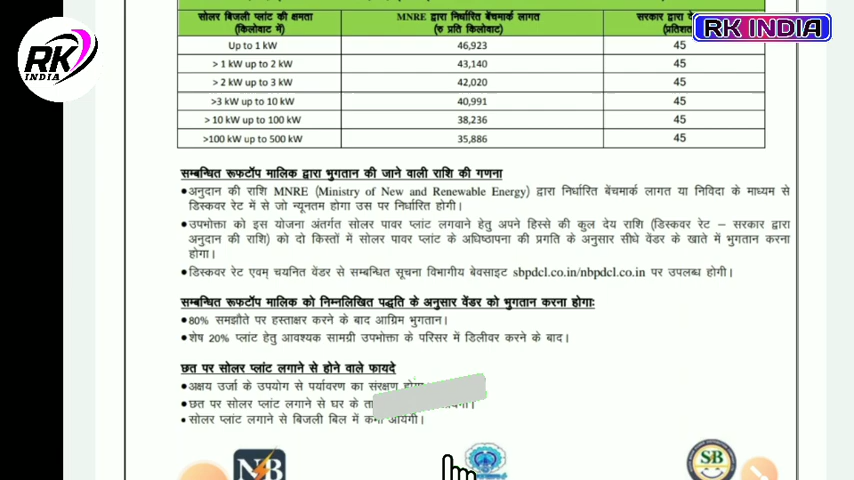 सोलर बिजली प्लांट की क्षमता MNRE द्वारा निर्धारित बेंचमार्क लागत सरकार द्वारा
(किलोवाट में) (रु प्रति किलोवाट) (प्रतिशत
RK INDIA
RK
INDIA
Up to 1 kW 46,923 45
> 1 kW up to 2 kW 43,140 45
> 2 kW up to 3 kW 42,020 45
>3 kW up to 10 kW 40,991 45
> 10 kW up to 100 kW 38,236 45
>100 kW up to 500 kW 35,886 45
सम्बन्धित रूफटॉप मालिक द्वारा भुगतान की जाने वाली राशि की गणना
•अनुदान की राशि MNRE (Ministry of New and Renewable Energy) द्वारा निर्धारित बेंचमार्क लागत या निविदा के माध्यम से
डिस्कवर रेट में से जो न्यूनतम होगा उस पर निर्धारित होगी।
•उपभोक्ता को इस योजना अंतर्गत सोलर पावर प्लांट लगवाने हेतु अपने हिस्से की कुल देय राशि (डिस्कवर रेट – सरकार द्वारा
अनुदान की राशि) को दो किस्तों में सोलर पावर प्लांट के अधिष्ठापना की प्रगति के अनुसार सीधे वेंडर के खाते में भुगतान करना
होगा।
•डिस्कवर रेट एवम् चयनित वेंडर से सम्बन्धित सूचना विभागीय बेवसाइट sbpdcl.co.in/nbpdcl.co.in पर उपलब्ध होगी।
सम्बन्धित रूफटॉप मालिक को निम्नलिखित पद्धति के अनुसार वेंडर को भुगतान करना होगाः
•80% समझौते पर हस्ताक्षर करने के बाद आग्रिम भुगतान।
•शेष 20% प्लांट हेतु आवश्यक सामग्री उपभोक्ता के परिसर में डिलीवर करने के बाद।
छत पर सोलर प्लांट लगाने से होने वाले फायदे
•अक्षय उर्जा के उपयोग से पर्यावरण का संरक्षण
•छत पर सोलर प्लांट लगाने से घर के
•सोलर प्लांट लगाने से बिजली बिल में कमी आयेगी।
NB
SB